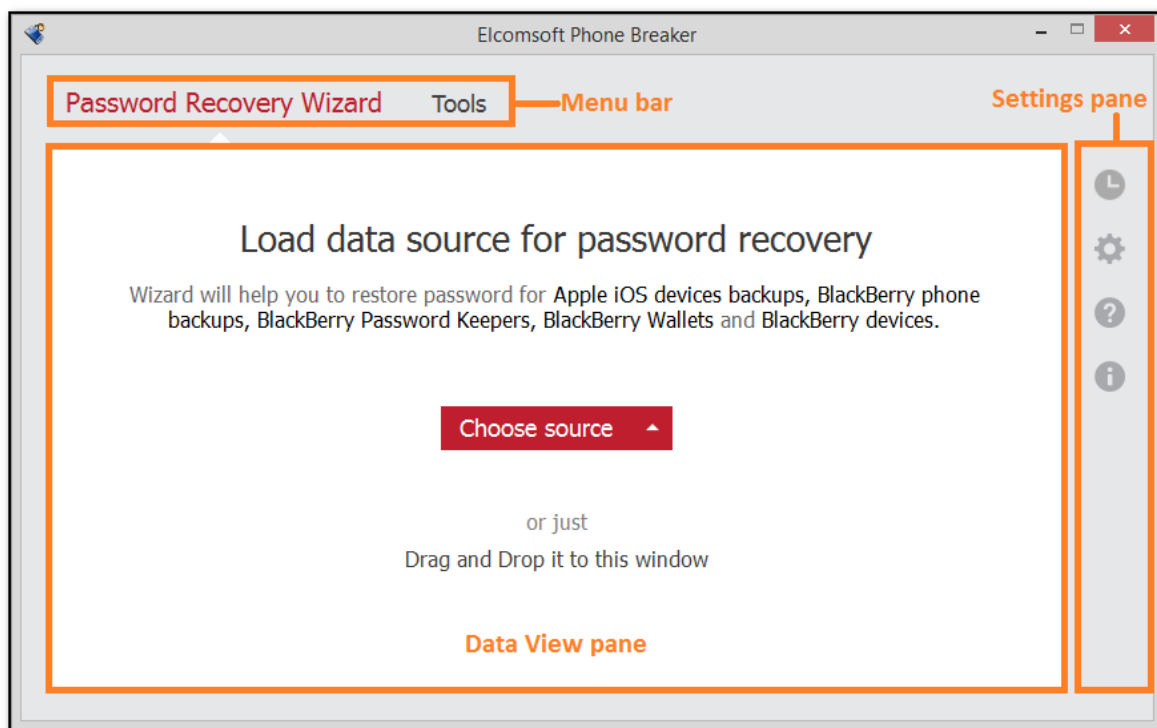 Elcomsoft Phone Breaker
Password Recovery Wizard Tools Menu bar
Settings pane
Load data source for password recovery
Wizard will help you to restore password for Apple iOS devices backups, BlackBerry phone
backups, BlackBerry Password Keepers, BlackBerry Wallets and BlackBerry devices.
Choose source
or just
Drag and Drop it to this window
Data View pane